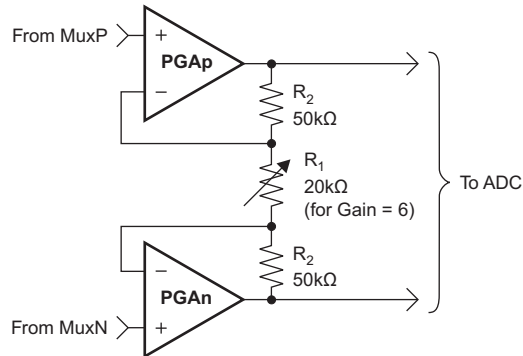 From MuxP
+
PGAp
−
R2
50kΩ
R1
20kΩ
(for Gain = 6)
To ADC
R2
50kΩ
−
PGAn
From MuxN
+